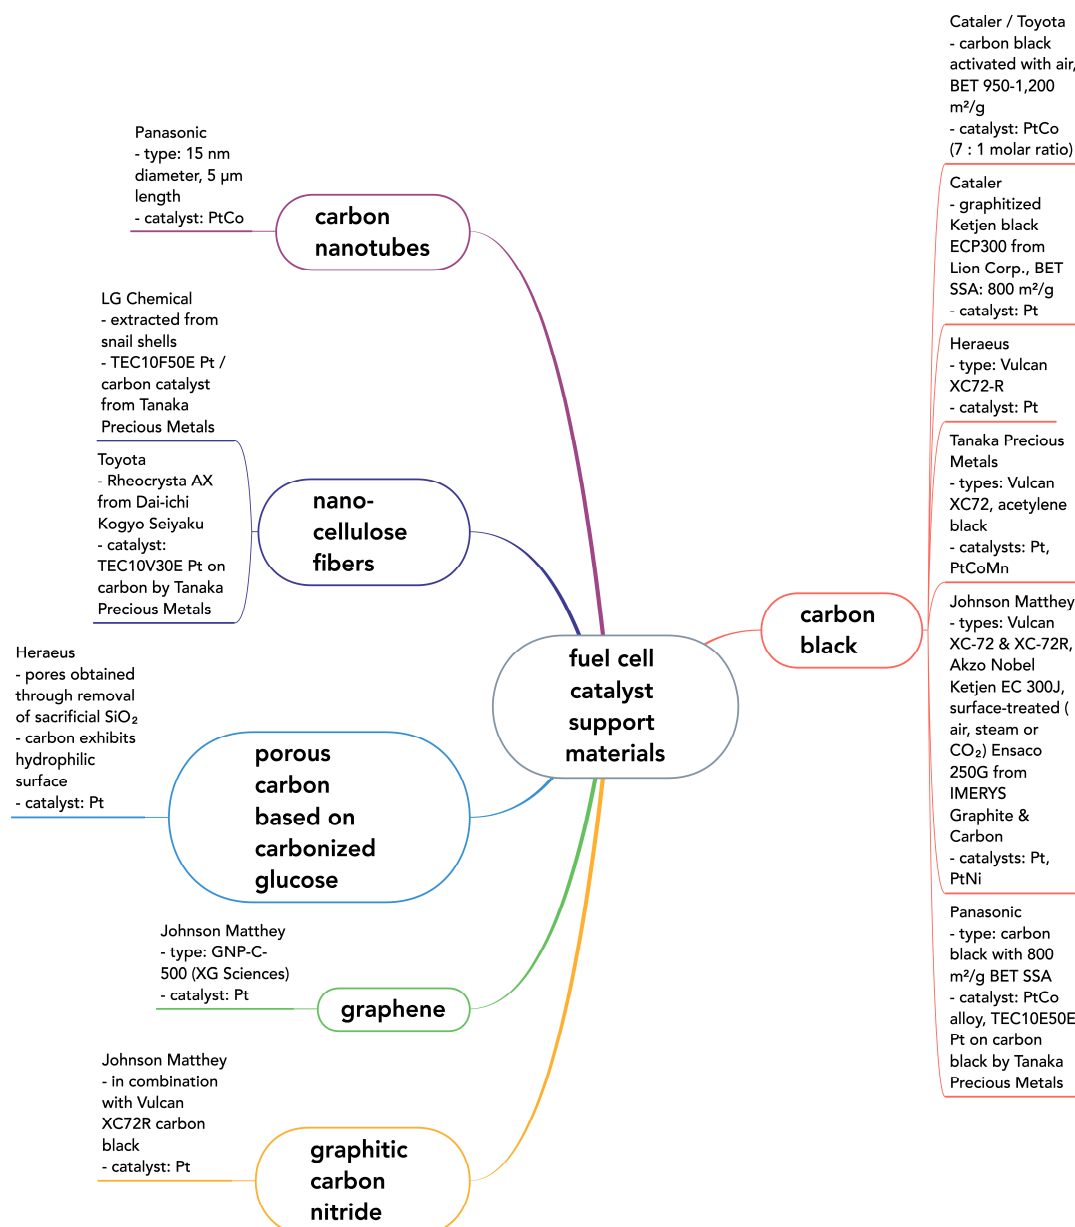 Panasonic
- type: 15 nm
diameter, 5 µm
length
- catalyst: PtCo
carbon
nanotubes
LG Chemical
- extracted from
snail shells
- TEC10F50E Pt /
carbon catalyst
from Tanaka
Precious Metals
Toyota
- Rheocrysta AX
from Dai-ichi
Kogyo Seiyaku
- catalyst:
TEC10V30E Pt on
carbon by Tanaka
Precious Metals
nano-
cellulose
fibers
Heraeus
- pores obtained
through removal
of sacrificial SiO₂
- carbon exhibits
hydrophilic
surface
- catalyst: Pt
porous
carbon
based on
carbonized
glucose
Johnson Matthey
- type: GNP-C-
500 (XG Sciences)
- catalyst: Pt
graphene
Johnson Matthey
- in combination
with Vulcan
XC72R carbon
black
- catalyst: Pt
graphitic
carbon
nitride
fuel cell
catalyst
support
materials
carbon
black
Cataler / Toyota
- carbon black
activated with air,
BET 950-1,200
m²/g
- catalyst: PtCo
(7 : 1 molar ratio)
Cataler
- graphitized
Ketjen black
ECP300 from
Lion Corp., BET
SSA: 800 m²/g
- catalyst: Pt
Heraeus
- type: Vulcan
XC72-R
- catalyst: Pt
Tanaka Precious
Metals
- types: Vulcan
XC72, acetylene
black
- catalysts: Pt,
PtCoMn
Johnson Matthey
- types: Vulcan
XC-72 & XC-72R,
Akzo Nobel
Ketjen EC 300J,
surface-treated (
air, steam or
CO₂) Ensaco
250G from
IMERYS
Graphite &
Carbon
- catalysts: Pt,
PtNi
Panasonic
- type: carbon
black with 800
m²/g BET SSA
- catalyst: PtCo
alloy, TEC10E50E
Pt on carbon
black by Tanaka
Precious Metals